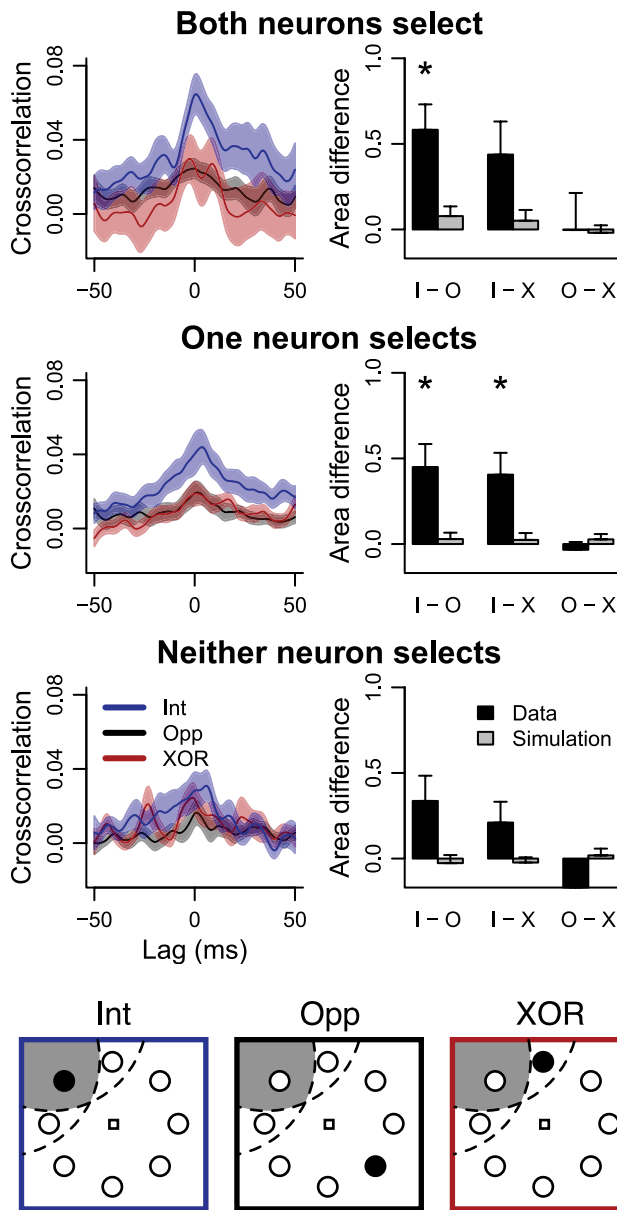 Both neurons select
Crosscorrelation
0.00 0.04 0.08
−50 0 50
Area difference
0.0 0.5 1.0
*
I − O I − X O − X
One neuron selects
Crosscorrelation
0.00 0.04 0.08
−50 0 50
Area difference
0.0 0.5 1.0
* *
I − O I − X O − X
Neither neuron selects
Crosscorrelation
0.00 0.04 0.08
Int
Opp
XOR
−50 0 50
Lag (ms)
Area difference
0.0 0.5 1.0
Data
Simulation
I − O I − X O − X
Int Opp XOR